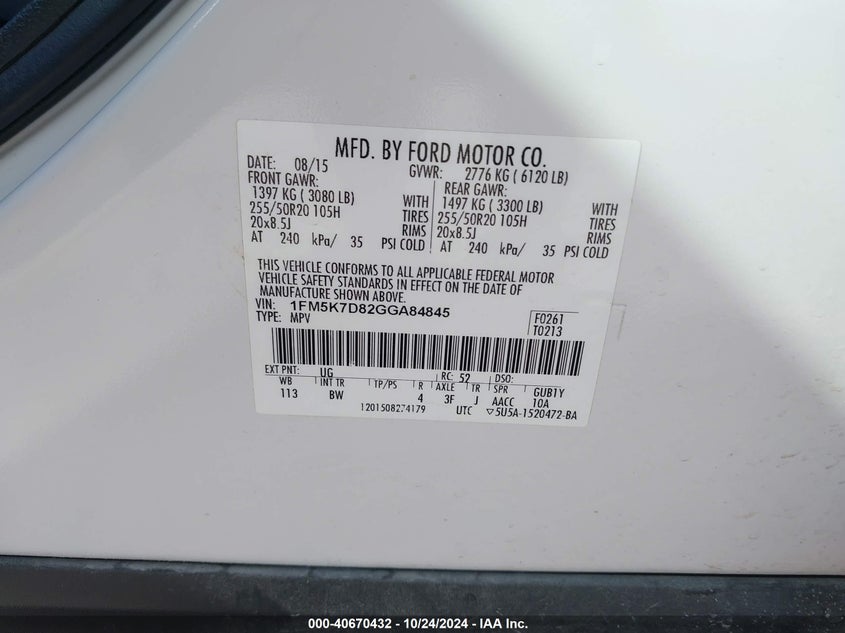 MFD. BY FORD MOTOR CO.
DATE: 08/15 GVWR: 2776 KG ( 6120 LB)
FRONT GAWR: REAR GAWR:
1397 KG ( 3080 LB) WITH 1497 KG ( 3300 LB) WITH
255/50R20 105H TIRES 255/50R20 105H TIRES
20x8.5J RIMS 20x8.5J RIMS
AT 240 kPa/ 35 PSI COLD AT 240 kPa/ 35 PSI COLD
THIS VEHICLE CONFORMS TO ALL APPLICABLE FEDERAL MOTOR
VEHICLE SAFETY STANDARDS IN EFFECT ON THE DATE OF
MANUFACTURE SHOWN ABOVE.
VIN: 1FM5K7D82GGA84845 F0261
TYPE: MPV T0213
EXT PNT: UG RC: 52 DSO:
WB INT TR TP/PS R AXLE TR SPR GUB1Y
113 BW 4 3F J AACC 10A
1201508274179 UTC ▽5U5A-1520472-BA
000-40670432 - 10/24/2024 - IAA Inc.